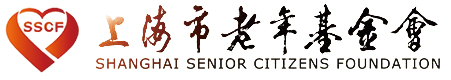 SSCF
上海市老年基金會
SHANGHAI SENIOR CITIZENS FOUNDATION